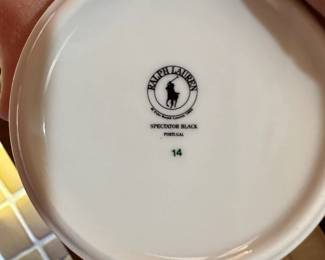 RALPH LAUREN
SPECTATOR BLACK
PORTUGAL
14